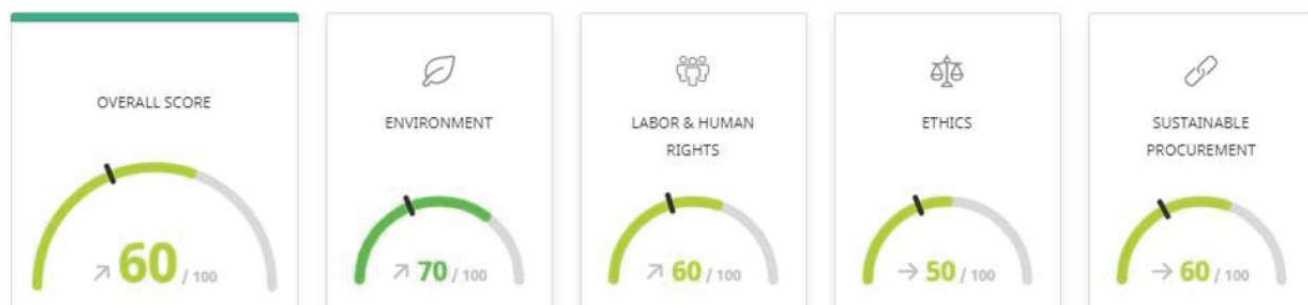 OVERALL SCORE
60 / 100
ENVIRONMENT
70 / 100
LABOR & HUMAN
RIGHTS
60 / 100
ETHICS
50 / 100
SUSTAINABLE
PROCUREMENT
60 / 100